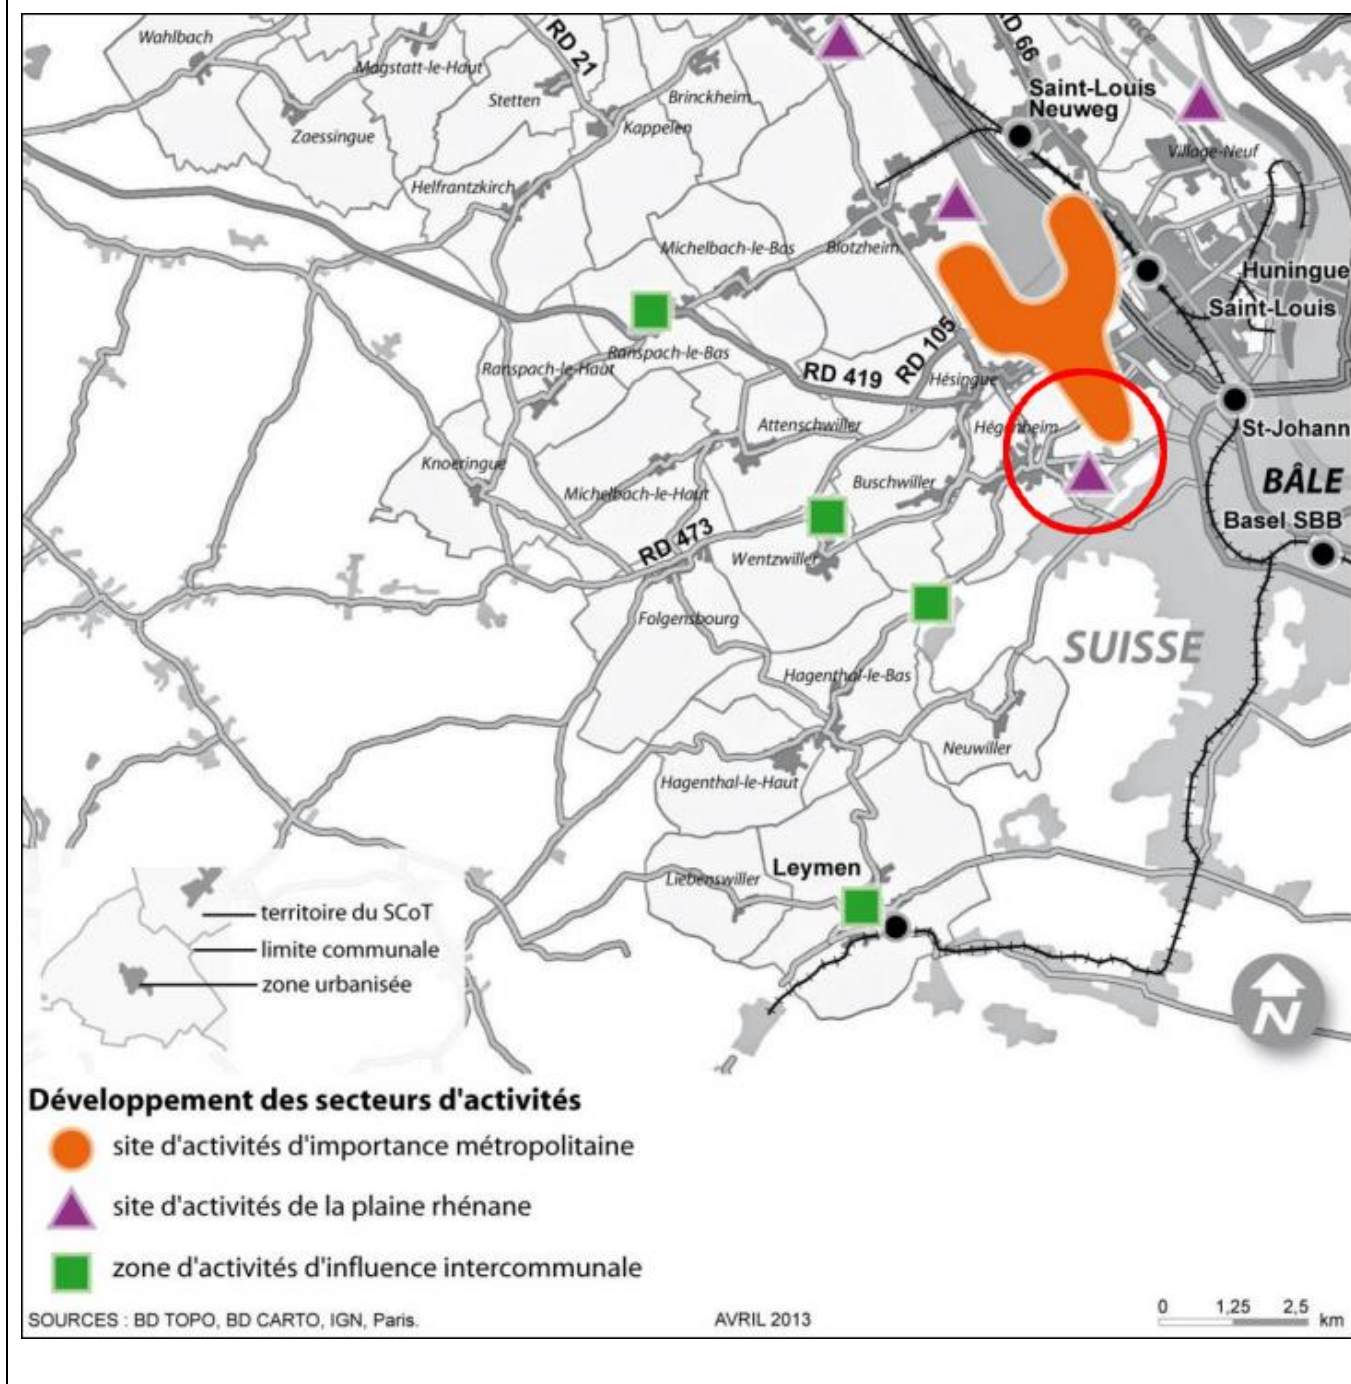 Wahlbach
RD 21
RD 66
Magstatt-le-Haut
Stetten
Brinckheim
Saint-Louis
Neuweg
Zaessingue
Kappelen
Village-Neuf
Helfrantzkirch
Michelbach-le-Bas
Blotzheim
Huningue
Saint-Louis
Ranspach-le-Bas
RD 105
Ranspach-le-Haut
RD 419
Hésingue
Attenschwiller
Hégenheim
St-Johann
Knoeringue
Michelbach-le-Haut
Buschwiller
BÂLE
Basel SBB
RD 473
Wentzwiller
Folgensbourg
SUISSE
Hagenthal-le-Bas
Neuwiller
Hagenthal-le-Haut
Leymen
Liebenswiller
territoire du SCoT
limite communale
zone urbanisée
N
Développement des secteurs d'activités
site d'activités d'importance métropolitaine
site d'activités de la plaine rhénane
zone d'activités d'influence intercommunale
SOURCES : BD TOPO, BD CARTO, IGN, Paris.
AVRIL 2013
0 1,25 2,5
km